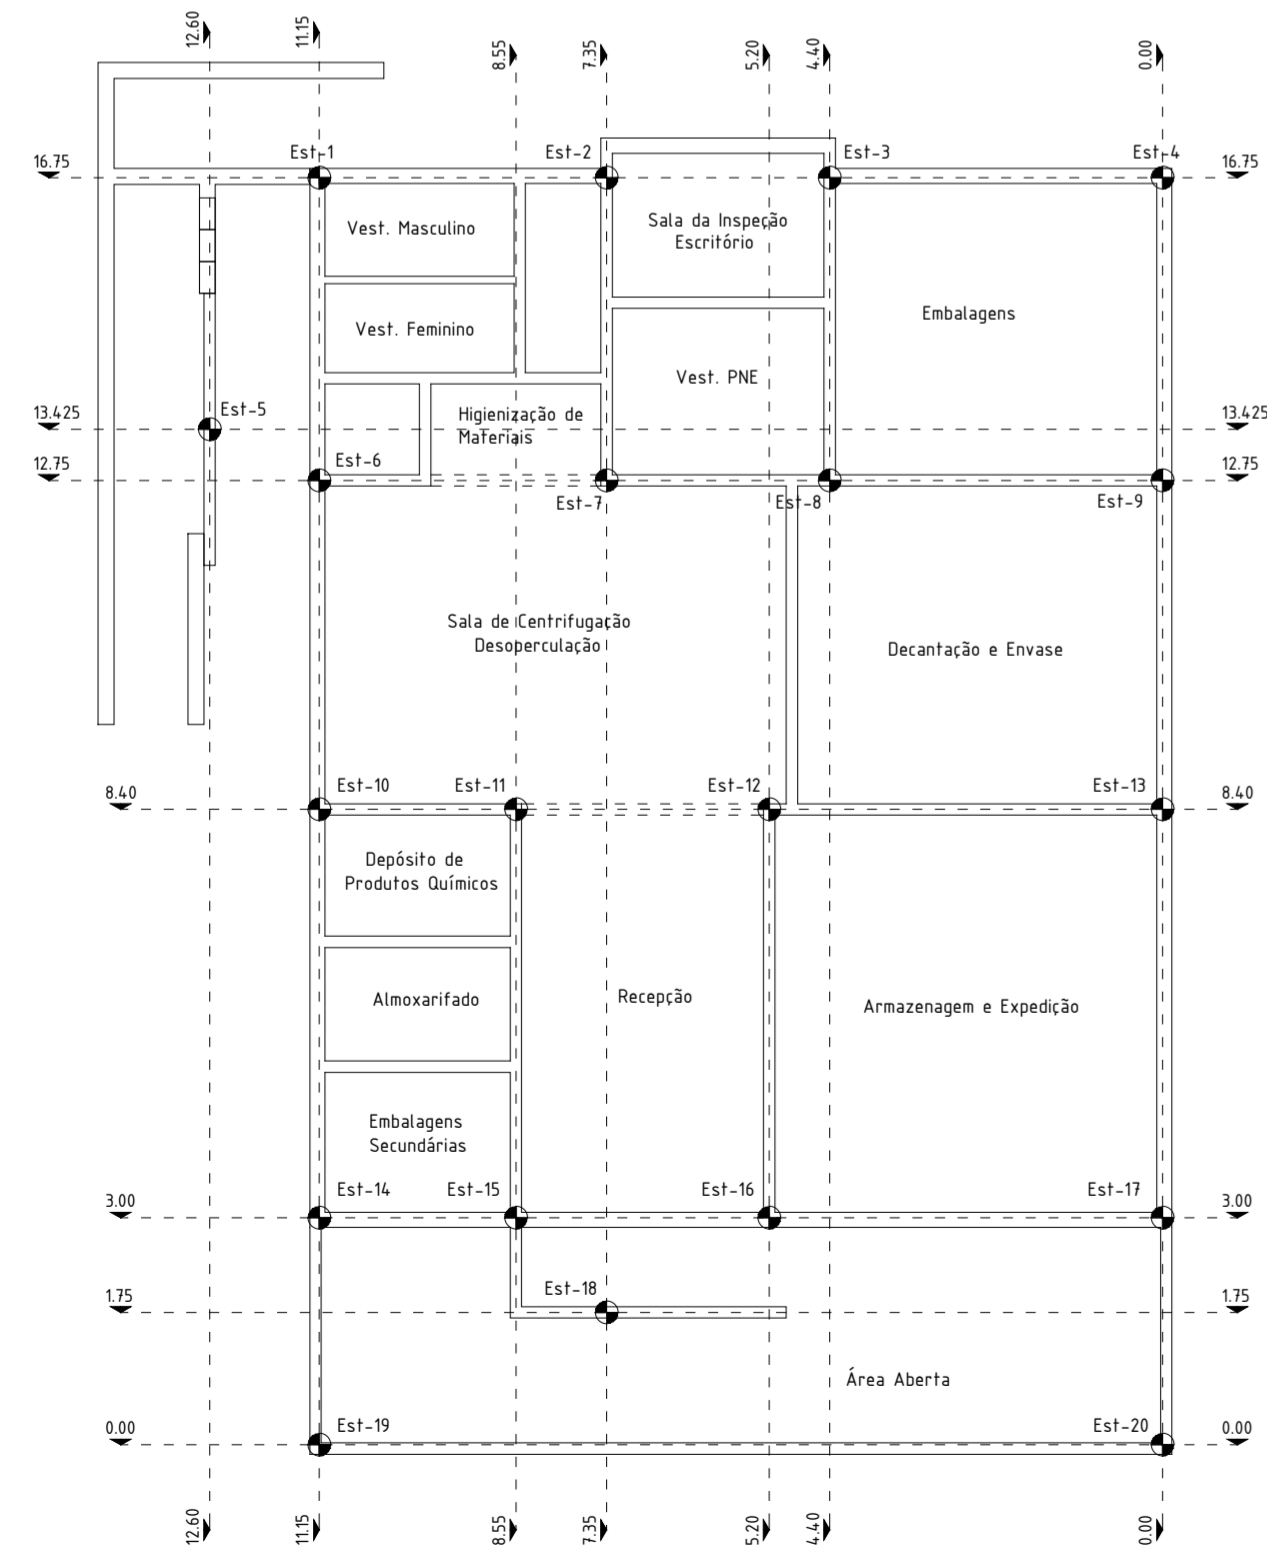 12.60
11.15
8.55
7.35
5.20
4.40
0.00
Est-1
Est-2
Est-3
Est-4
16.75
16.75
Vest. Masculino
Sala da Inspeção
Escritório
Embalagens
Vest. Feminino
Vest. PNE
13.425
Est-5
Higienização de
Materiais
13.425
12.75
Est-6
Est-7
Est-8
Est-9
12.75
Sala de Centrifugação
Desoperculação
Decantação e Envase
8.40
Est-10
Est-11
Est-12
Est-13
8.40
Depósito de
Produtos Químicos
Almoxarifado
Recepção
Armazenagem e Expedição
Embalagens
Secundárias
3.00
Est-14
Est-15
Est-16
Est-17
3.00
1.75
Est-18
1.75
Área Aberta
0.00
Est-19
Est-20
0.00
12.60
11.15
8.55
7.35
5.20
4.40
0.00